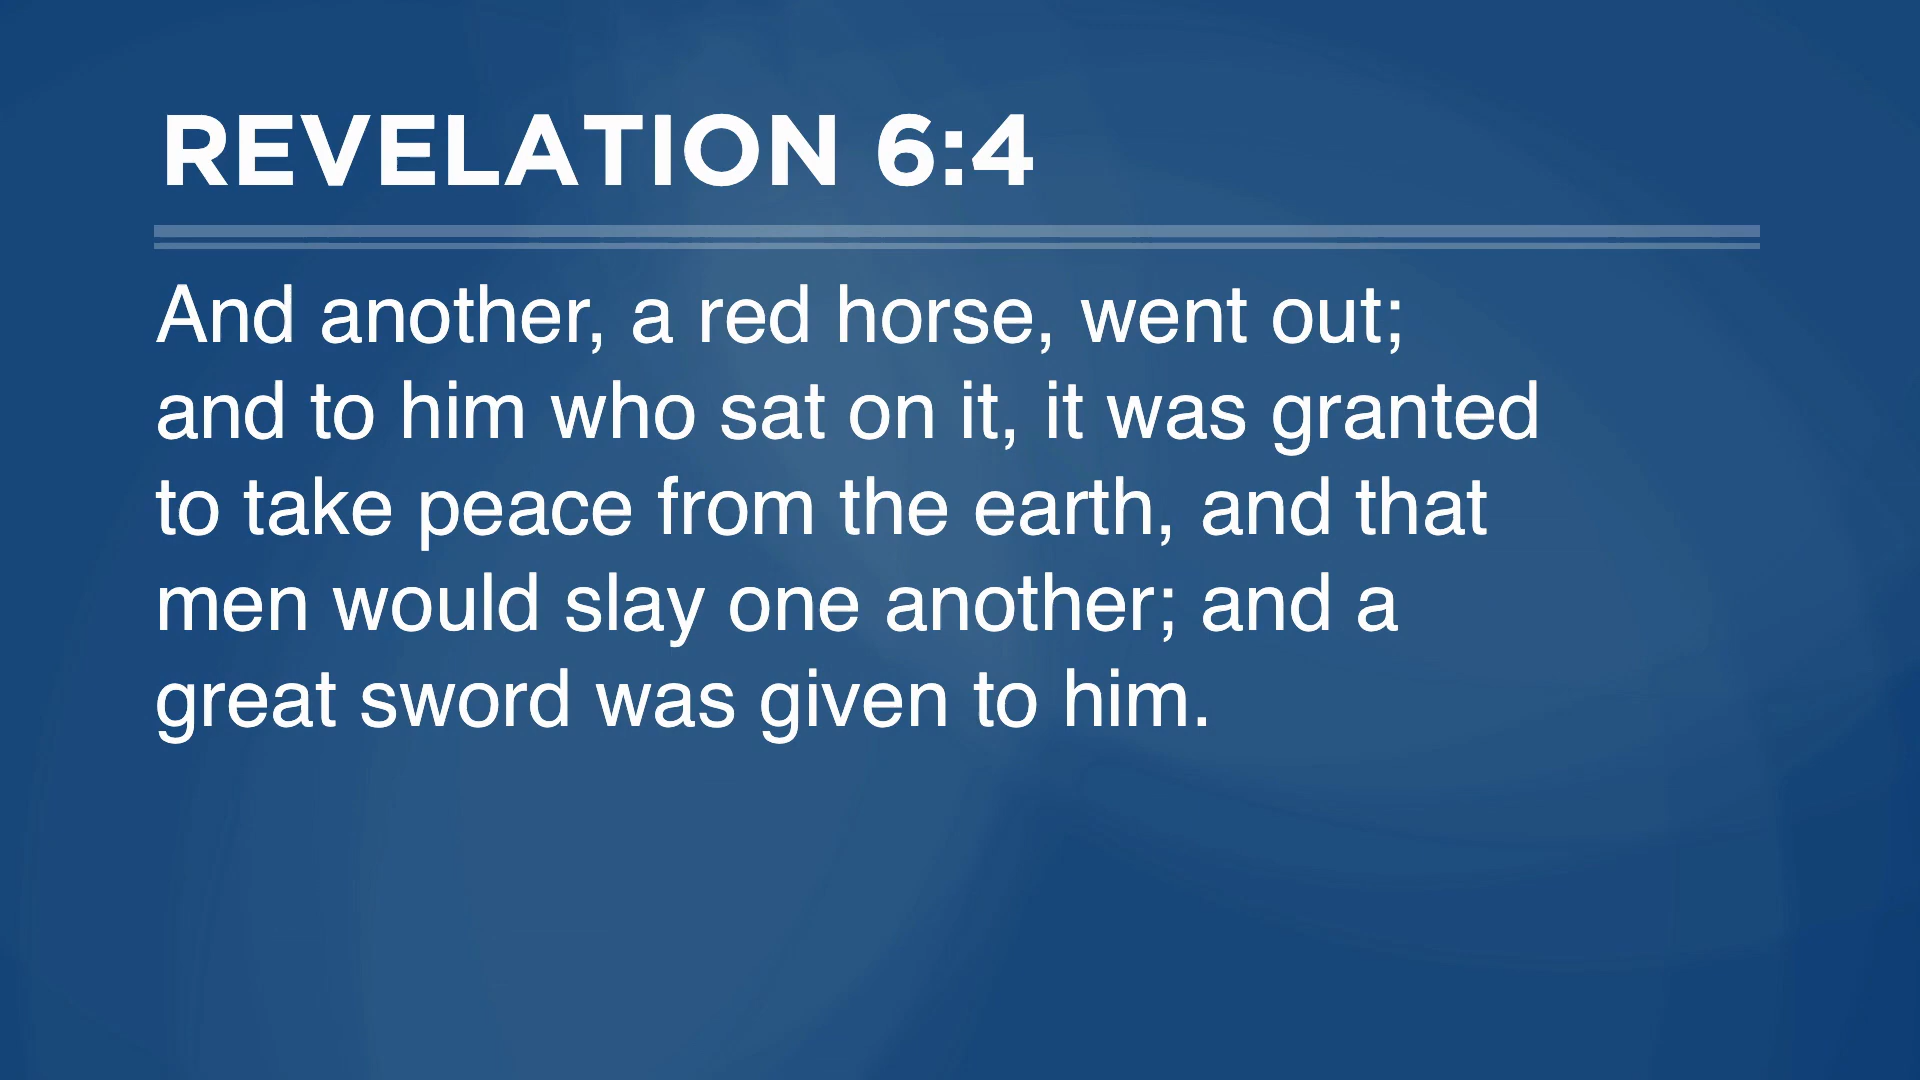 REVELATION 6:4
And another, a red horse, went out;
and to him who sat on it, it was granted
to take peace from the earth, and that
men would slay one another; and a
great sword was given to him.